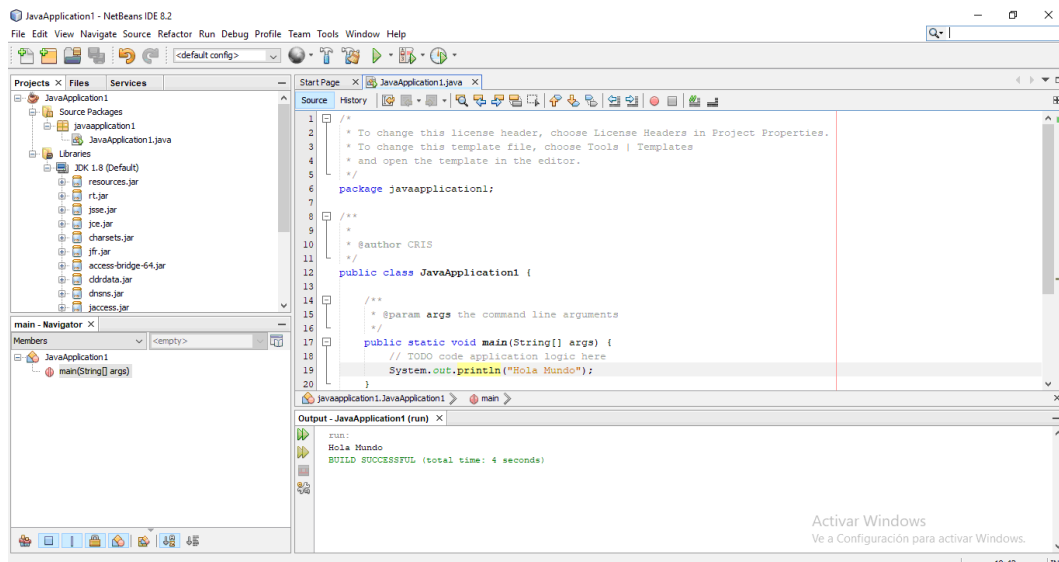 JavaApplication1 - NetBeans IDE 8.2
File Edit View Navigate Source Refactor Run Debug Profile Team Tools Window Help
<default config>
Projects Files Services
JavaApplication1
Source Packages
javaapplication1
JavaApplication1.java
Libraries
JDK 1.8 (Default)
resources.jar
rt.jar
jsse.jar
jce.jar
charsets.jar
jfr.jar
access-bridge-64.jar
cldrdata.jar
dnsns.jar
jaccess.jar
main - Navigator
Members <empty>
JavaApplication1
main(String[] args)
Start Page JavaApplication1.java
Source History
1 /*
2 * To change this license header, choose License Headers in Project Properties.
3 * To change this template file, choose Tools | Templates
4 * and open the template in the editor.
5 */
6 package javaapplication1;
7
8 /**
9 *
10 * @author CRIS
11 */
12 public class JavaApplication1 {
13
14 /**
15 * @param args the command line arguments
16 */
17 public static void main(String[] args) {
18 // TODO code application logic here
19 System.out.println("Hola Mundo");
20 }
javaapplication1.JavaApplication1 main
Output - JavaApplication1 (run)
run:
Hola Mundo
BUILD SUCCESSFUL (total time: 4 seconds)
Activar Windows
Ve a Configuración para activar Windows.